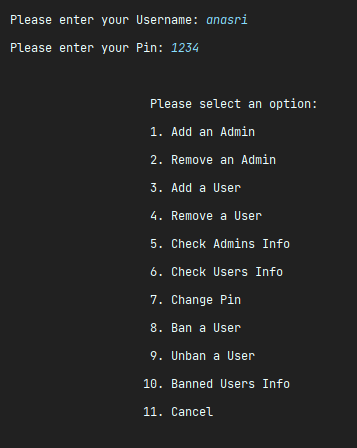 Please enter your Username: anasri
Please enter your Pin: 1234
Please select an option:
1. Add an Admin
2. Remove an Admin
3. Add a User
4. Remove a User
5. Check Admins Info
6. Check Users Info
7. Change Pin
8. Ban a User
9. Unban a User
10. Banned Users Info
11. Cancel